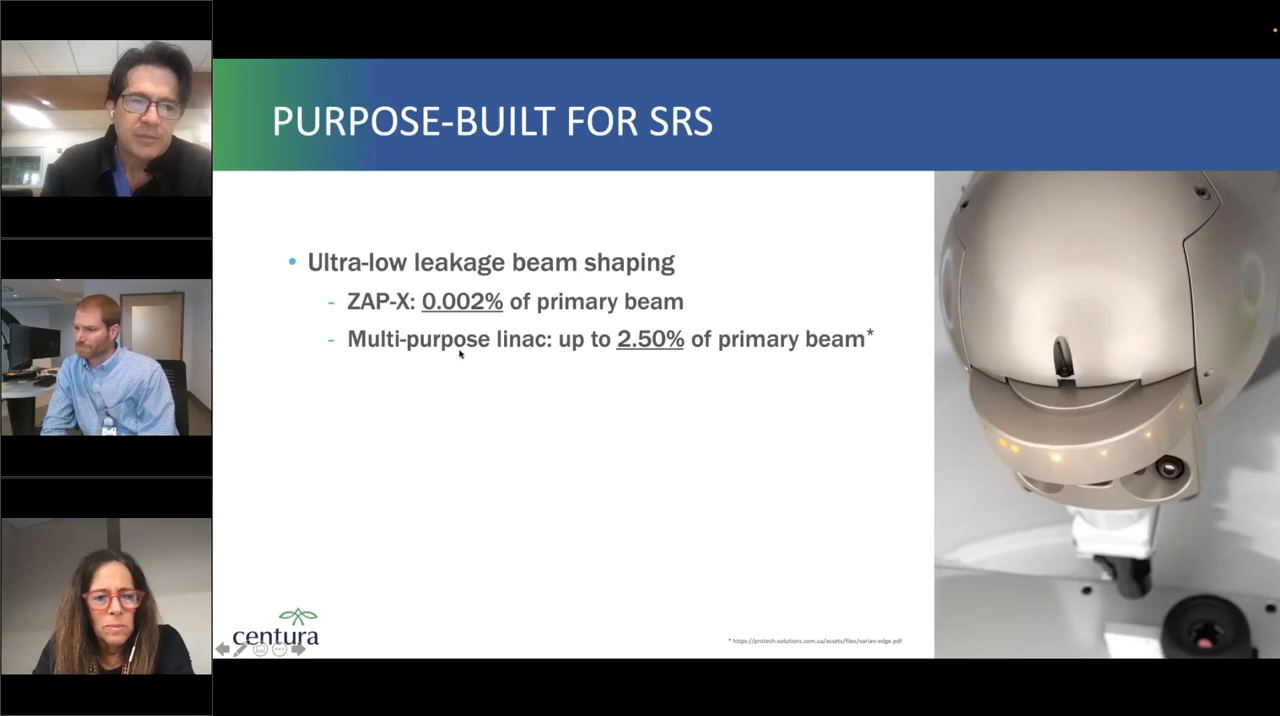 PURPOSE-BUILT FOR SRS
• Ultra-low leakage beam shaping
- ZAP-X: 0.002% of primary beam
- Multi-purpose linac: up to 2.50% of primary beam*
centura
* https://protech-solutions.com.ua/assets/files/varian-edge.pdf